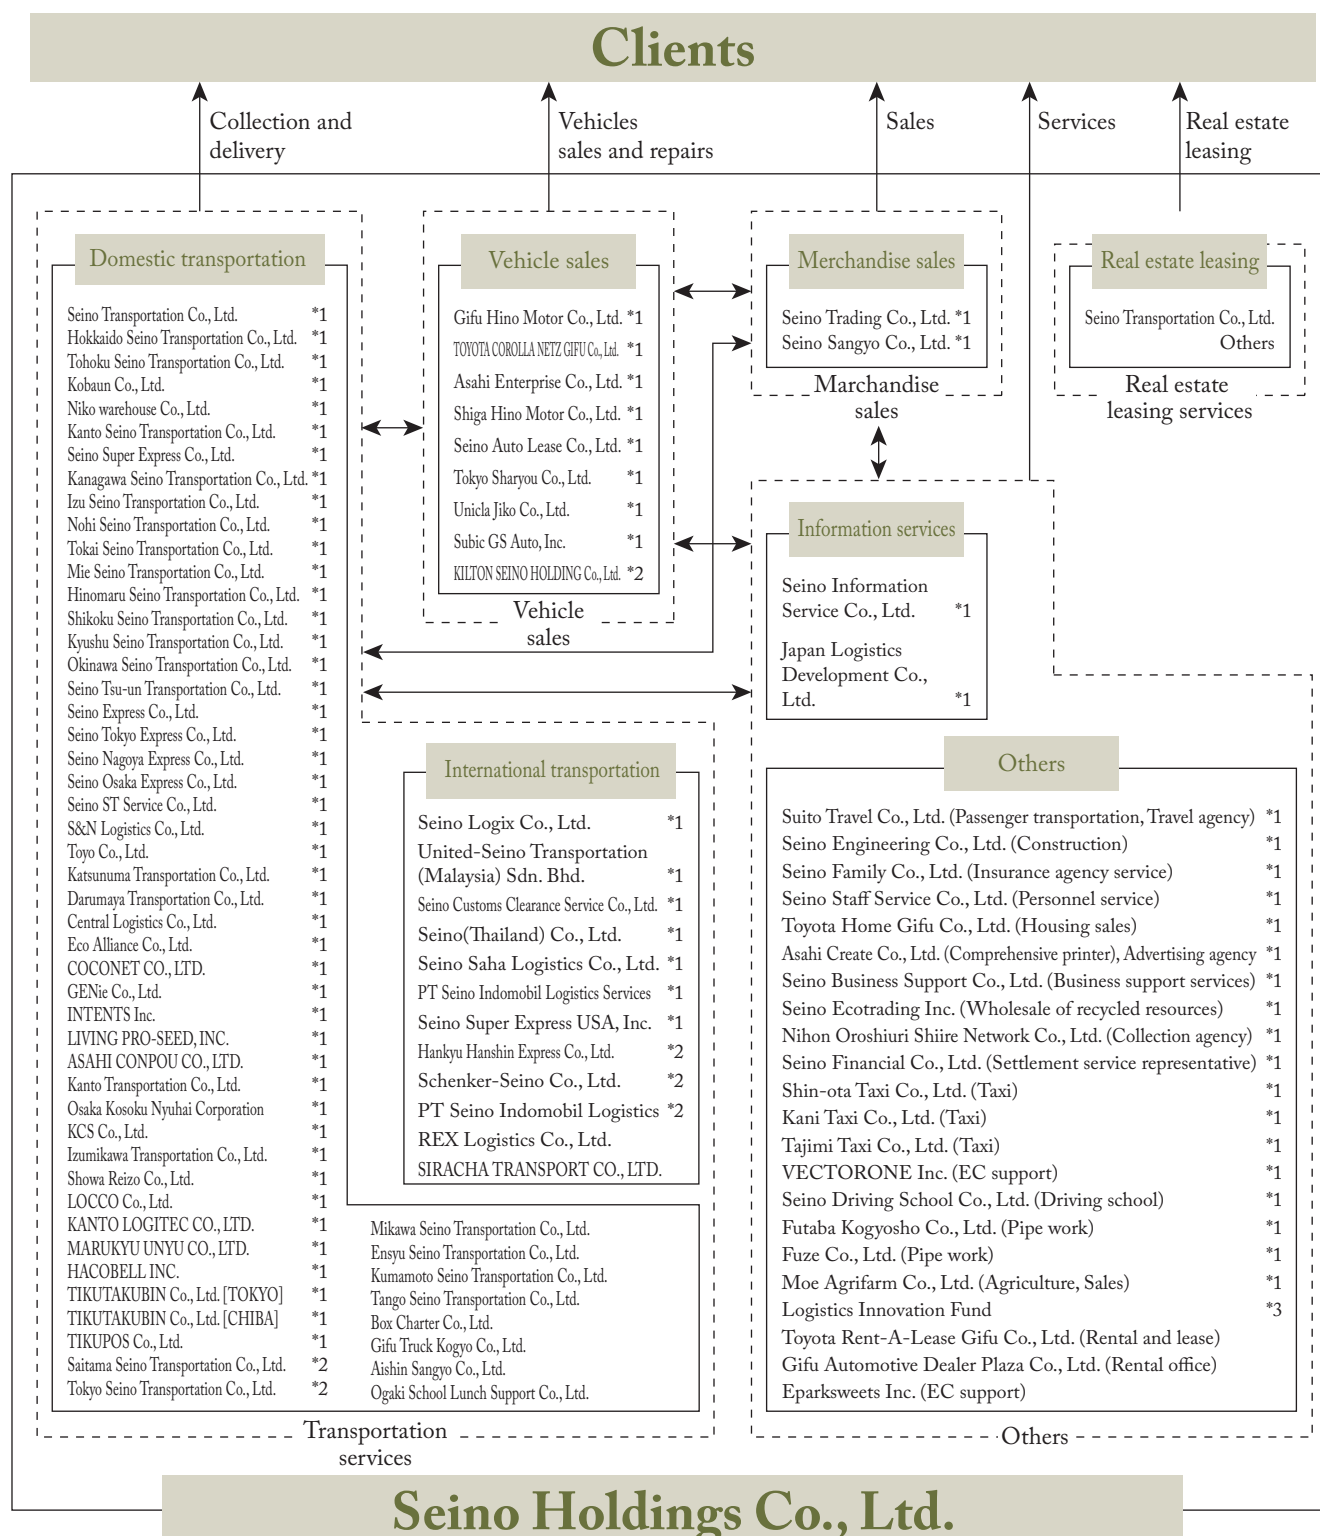 Clients
Collection and
delivery
Vehicles
sales and repairs
Sales
Services
Real estate
leasing
Domestic transportation
Seino Transportation Co., Ltd. *1
Hokkaido Seino Transportation Co., Ltd. *1
Tohoku Seino Transportation Co., Ltd. *1
Kobaun Co., Ltd. *1
Niko warehouse Co., Ltd. *1
Kanto Seino Transportation Co., Ltd. *1
Seino Super Express Co., Ltd. *1
Kanagawa Seino Transportation Co., Ltd. *1
Izu Seino Transportation Co., Ltd. *1
Nohi Seino Transportation Co., Ltd. *1
Tokai Seino Transportation Co., Ltd. *1
Mie Seino Transportation Co., Ltd. *1
Hinomaru Seino Transportation Co., Ltd. *1
Shikoku Seino Transportation Co., Ltd. *1
Kyushu Seino Transportation Co., Ltd. *1
Okinawa Seino Transportation Co., Ltd. *1
Seino Tsu-un Transportation Co., Ltd. *1
Seino Express Co., Ltd. *1
Seino Tokyo Express Co., Ltd. *1
Seino Nagoya Express Co., Ltd. *1
Seino Osaka Express Co., Ltd. *1
Seino ST Service Co., Ltd. *1
S&N Logistics Co., Ltd. *1
Toyo Co., Ltd. *1
Katsunuma Transportation Co., Ltd. *1
Darumaya Transportation Co., Ltd. *1
Central Logistics Co., Ltd. *1
Eco Alliance Co., Ltd. *1
COCONET CO., LTD. *1
GENie Co., Ltd. *1
INTENTS Inc. *1
LIVING PRO-SEED, INC. *1
ASAHI CONPOU CO., LTD. *1
Kanto Transportation Co., Ltd. *1
Osaka Kosoku Nyuhai Corporation *1
KCS Co., Ltd. *1
Izumikawa Transportation Co., Ltd. *1
Showa Reizo Co., Ltd. *1
LOCCO Co., Ltd. *1
KANTO LOGITEC CO., LTD. *1
MARUKYU UNYU CO., LTD. *1
HACOBELL INC. *1
TIKUTAKUBIN Co., Ltd. [TOKYO] *1
TIKUTAKUBIN Co., Ltd. [CHIBA] *1
TIKUPOS Co., Ltd. *1
Saitama Seino Transportation Co., Ltd. *2
Tokyo Seino Transportation Co., Ltd. *2
Mikawa Seino Transportation Co., Ltd.
Ensyu Seino Transportation Co., Ltd.
Kumamoto Seino Transportation Co., Ltd.
Tango Seino Transportation Co., Ltd.
Box Charter Co., Ltd.
Gifu Truck Kogyo Co., Ltd.
Aishin Sangyo Co., Ltd.
Ogaki School Lunch Support Co., Ltd.
International transportation
Seino Logix Co., Ltd. *1
United-Seino Transportation
(Malaysia) Sdn. Bhd. *1
Seino Customs Clearance Service Co., Ltd. *1
Seino(Thailand) Co., Ltd. *1
Seino Saha Logistics Co., Ltd. *1
PT Seino Indomobil Logistics Services *1
Seino Super Express USA, Inc. *1
Hankyu Hanshin Express Co., Ltd. *2
Schenker-Seino Co., Ltd. *2
PT Seino Indomobil Logistics *2
REX Logistics Co., Ltd.
SIRACHA TRANSPORT CO., LTD.
Transportation
services
Vehicle sales
Gifu Hino Motor Co., Ltd. *1
TOYOTA COROLLA NETZ GIFU Co., Ltd. *1
Asahi Enterprise Co., Ltd. *1
Shiga Hino Motor Co., Ltd. *1
Seino Auto Lease Co., Ltd. *1
Tokyo Sharyou Co., Ltd. *1
Unicla Jiko Co., Ltd. *1
Subic GS Auto, Inc. *1
KILTON SEINO HOLDING Co., Ltd. *2
Vehicle
sales
Merchandise sales
Seino Trading Co., Ltd. *1
Seino Sangyo Co., Ltd. *1
Marchandise
sales
Real estate leasing
Seino Transportation Co., Ltd.
Others
Real estate
leasing services
Information services
Seino Information
Service Co., Ltd. *1
Japan Logistics
Development Co.,
Ltd. *1
Others
Suito Travel Co., Ltd. (Passenger transportation, Travel agency) *1
Seino Engineering Co., Ltd. (Construction) *1
Seino Family Co., Ltd. (Insurance agency service) *1
Seino Staff Service Co., Ltd. (Personnel service) *1
Toyota Home Gifu Co., Ltd. (Housing sales) *1
Asahi Create Co., Ltd. (Comprehensive printer), Advertising agency *1
Seino Business Support Co., Ltd. (Business support services) *1
Seino Ecotrading Inc. (Wholesale of recycled resources) *1
Nihon Oroshiuri Shiire Network Co., Ltd. (Collection agency) *1
Seino Financial Co., Ltd. (Settlement service representative) *1
Shin-ota Taxi Co., Ltd. (Taxi) *1
Kani Taxi Co., Ltd. (Taxi) *1
Tajimi Taxi Co., Ltd. (Taxi) *1
VECTORONE Inc. (EC support) *1
Seino Driving School Co., Ltd. (Driving school) *1
Futaba Kogyosho Co., Ltd. (Pipe work) *1
Fuze Co., Ltd. (Pipe work) *1
Moe Agrifarm Co., Ltd. (Agriculture, Sales) *1
Logistics Innovation Fund *3
Toyota Rent-A-Lease Gifu Co., Ltd. (Rental and lease)
Gifu Automotive Dealer Plaza Co., Ltd. (Rental office)
Eparksweets Inc. (EC support)
Others
Seino Holdings Co., Ltd.